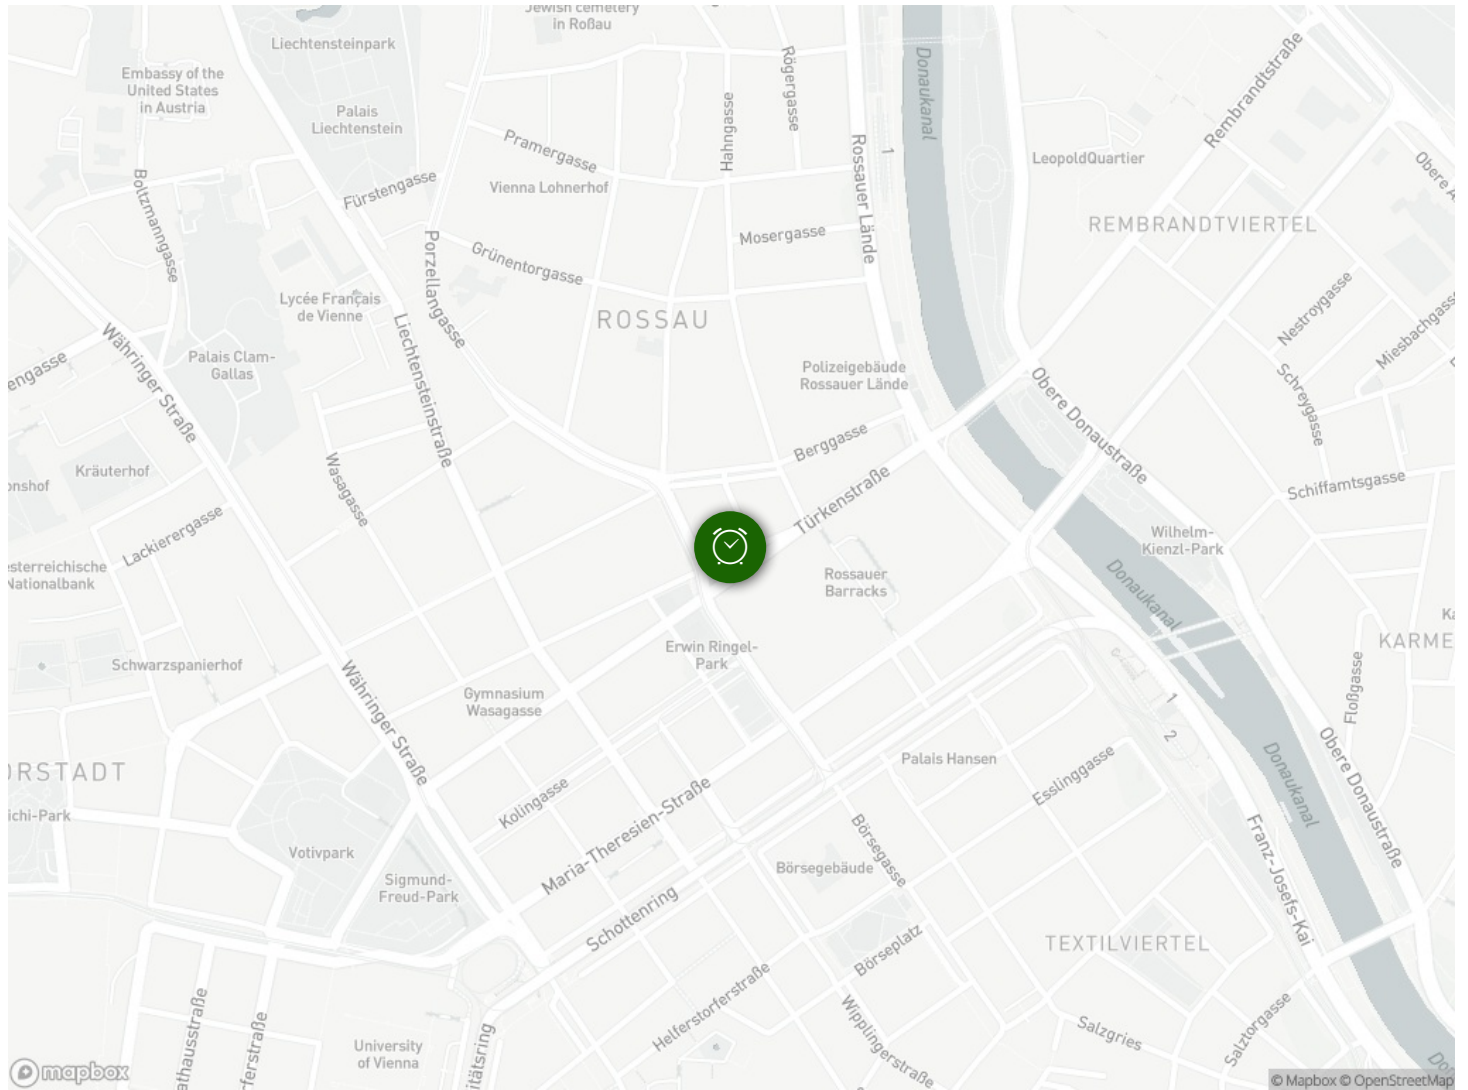 Jewish cemetery
in Roßau
Liechtensteinpark
Embassy of the
United States
in Austria
Palais
Liechtenstein
Pramergasse
Hahngasse
Rögergasse
Rossauer Lände
1
Donaukanal
Rembrandtstraße
LeopoldQuartier
REMBRANDTVIERTEL
Fürstengasse
Vienna Lohnerhof
Boltzmanngasse
Mosergasse
Grünentorgasse
Porzellangasse
Lycée Français
de Vienne
ROSSAU
Nestroygasse
Miesbachgasse
Währinger Straße
Palais Clam-
Gallas
Liechtensteinstraße
Polizeigebäude
Rossauer Lände
Obere Donaustraße
Schreygasse
Berggasse
Kräuterhof
Wasagasse
Türkenstraße
Schiffamtsgasse
Lackierergasse
Wilhelm-
Kienzl-Park
Nationalbank
Rossauer
Barracks
Donaukanal
Erwin Ringel-
Park
Schwarzspanierhof
Währinger Straße
Gymnasium
Wasagasse
Floßgasse
KARME
1
2
ORSTADT
Palais Hansen
Esslinggasse
Donaukanal
Obere Donaustraße
Kolingasse
Maria-Theresien-Straße
Votivpark
Sigmund-
Freud-Park
Börsegasse
Börsegebäude
Franz-Josefs-Kai
Schottenring
Börseplatz
TEXTILVIERTEL
Helferstorferstraße
Wipplingerstraße
Salzgries
Salztorgasse
University
of Vienna
mapbox
© Mapbox © OpenStreetMap